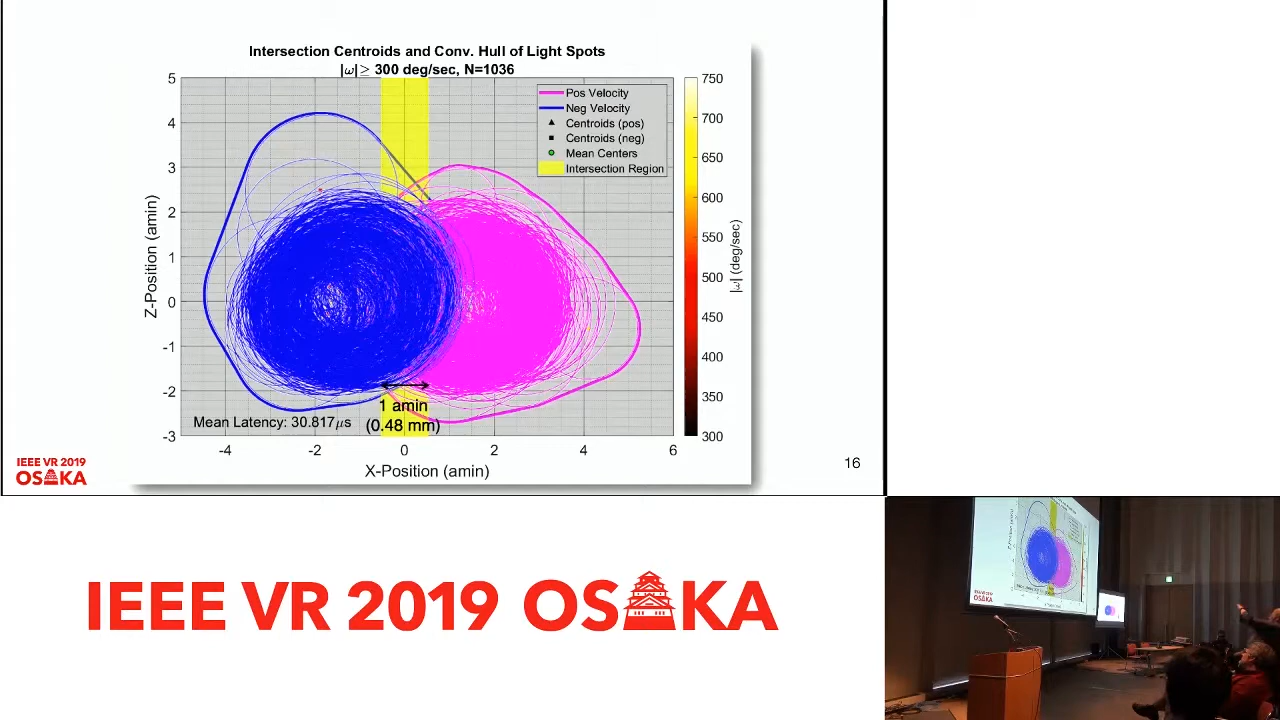 Intersection Centroids and Conv. Hull of Light Spots
|ω|≥ 300 deg/sec, N=1036
Pos Velocity
Neg Velocity
Centroids (pos)
Centroids (neg)
Mean Centers
Intersection Region
5
4
3
2
1
0
-1
-2
-3
Z-Position (amin)
-4
-2
0
2
4
6
X-Position (amin)
1 amin
(0.48 mm)
Mean Latency: 30.817μs
750
700
650
600
550
500
450
400
350
300
|ω| (deg/sec)
IEEE VR 2019
OSAKA
16
IEEE VR 2019 OSAKA
OSAKA